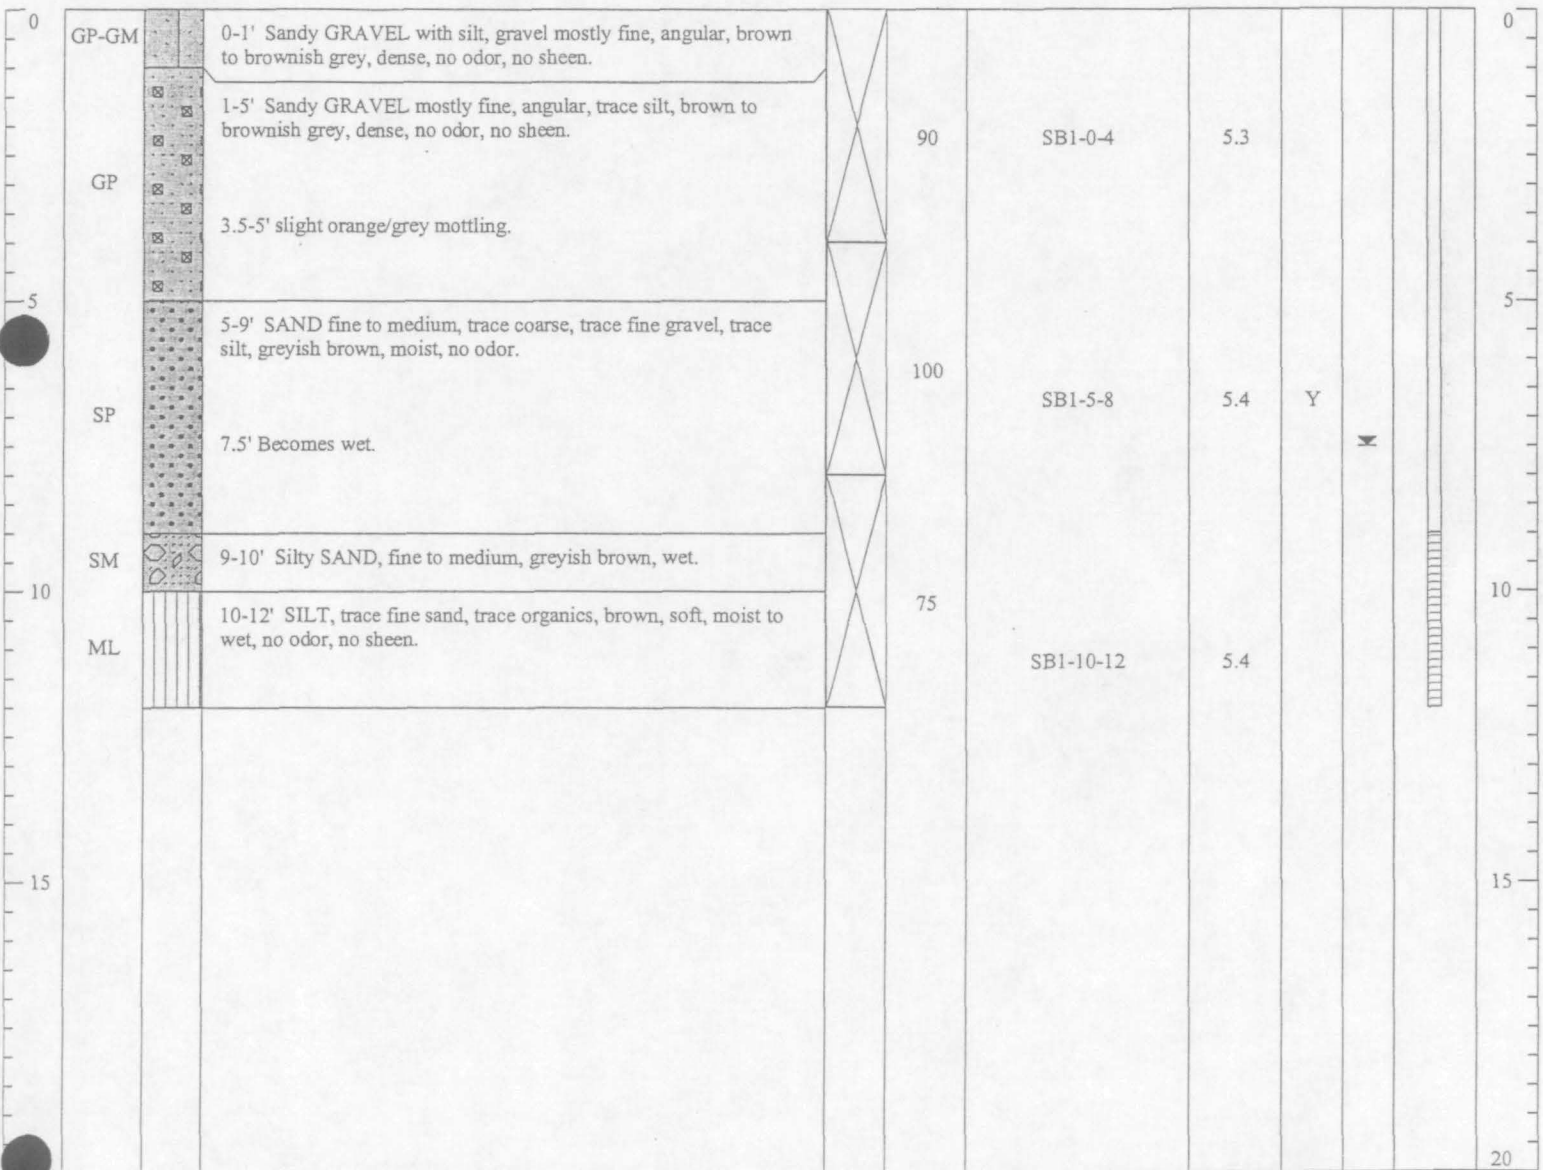 0
0
GP-GM
0-1' Sandy GRAVEL with silt, gravel mostly fine, angular, brown
to brownish grey, dense, no odor, no sheen.
1-5' Sandy GRAVEL mostly fine, angular, trace silt, brown to
brownish grey, dense, no odor, no sheen.
90
SB1-0-4
5.3
GP
3.5-5' slight orange/grey mottling.
5
5
5-9' SAND fine to medium, trace coarse, trace fine gravel, trace
silt, greyish brown, moist, no odor.
100
SB1-5-8
5.4
Y
SP
7.5' Becomes wet.
SM
9-10' Silty SAND, fine to medium, greyish brown, wet.
10
10
75
10-12' SILT, trace fine sand, trace organics, brown, soft, moist to
wet, no odor, no sheen.
ML
SB1-10-12
5.4
15
15
20